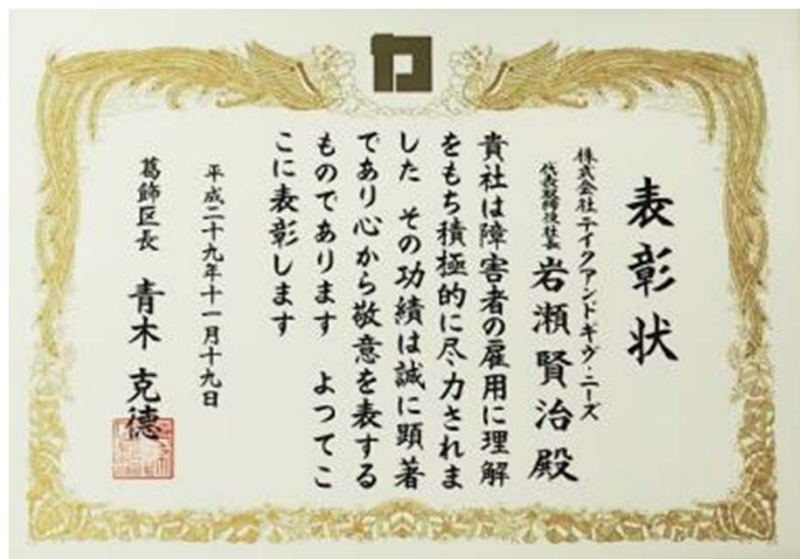 表彰状
株式会社 テイクアンドギヴ・ニーズ
代表取締役社長 岩瀬賢治殿
貴社は障害者の雇用に理解
をもち積極的に尽力されま
した その功績は誠に顕著
であり心から敬意を表する
ものであります よつてこ
こに表彰します
平成二十九年十一月十九日
葛飾区長 青木克德